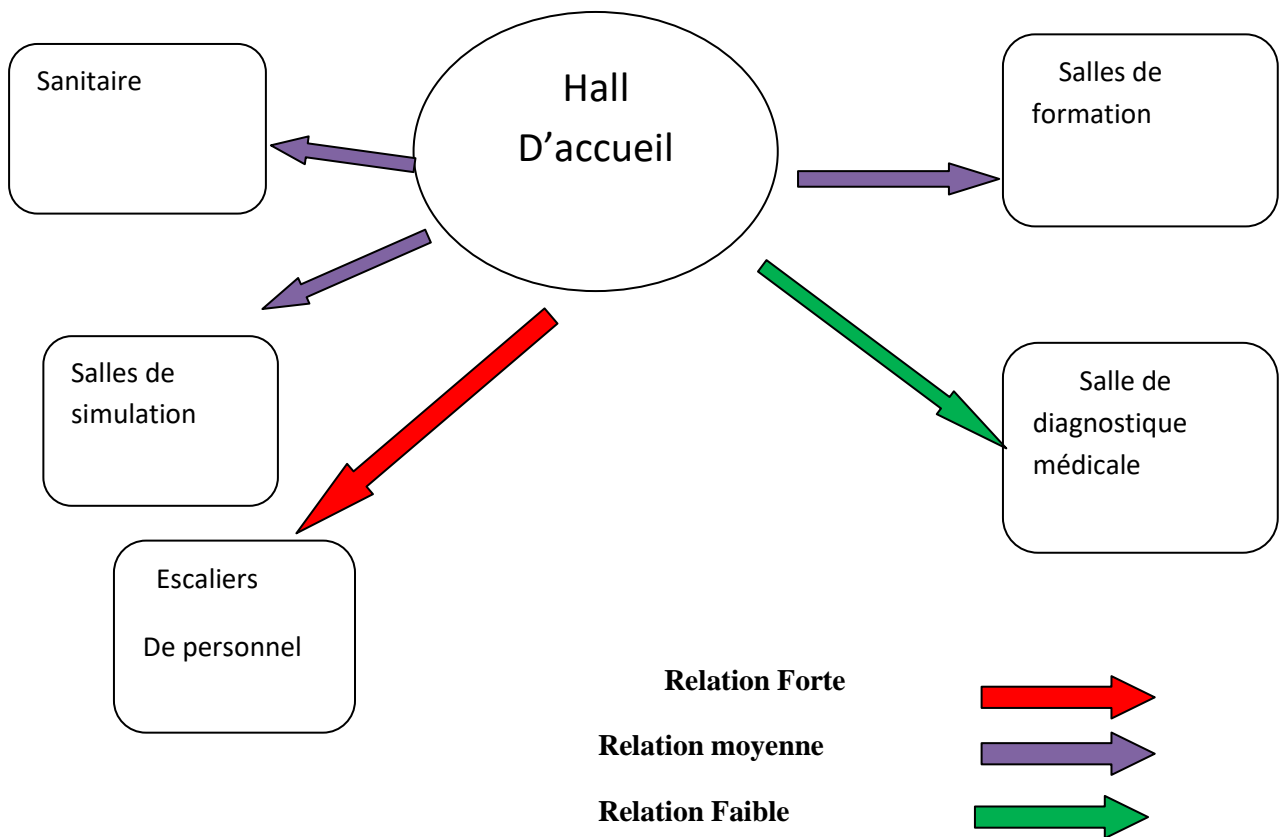 Hall
D’accueil
Sanitaire
Salles de
formation
Salles de
simulation
Salle de
diagnostique
médicale
Escaliers
De personnel
Relation Forte
Relation moyenne
Relation Faible